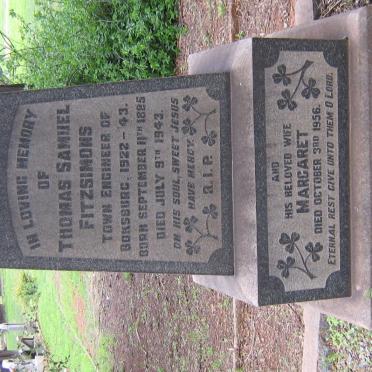 IN LOVING MEMORY
OF
THOMAS SAMUEL
FITZSIMONS
TOWN ENGINEER OF
BOKSBURG. 1922 - 43.
BORN SEPTEMBER 11TH 1885
DIED JULY 9TH 1943.
ON HIS SOUL, SWEET JESUS
HAVE MERCY.
R.I.P.
AND
HIS BELOVED WIFE
MARGARET
DIED OCTOBER 3RD 1956.
ETERNAL REST GIVE UNTO THEM O LORD.